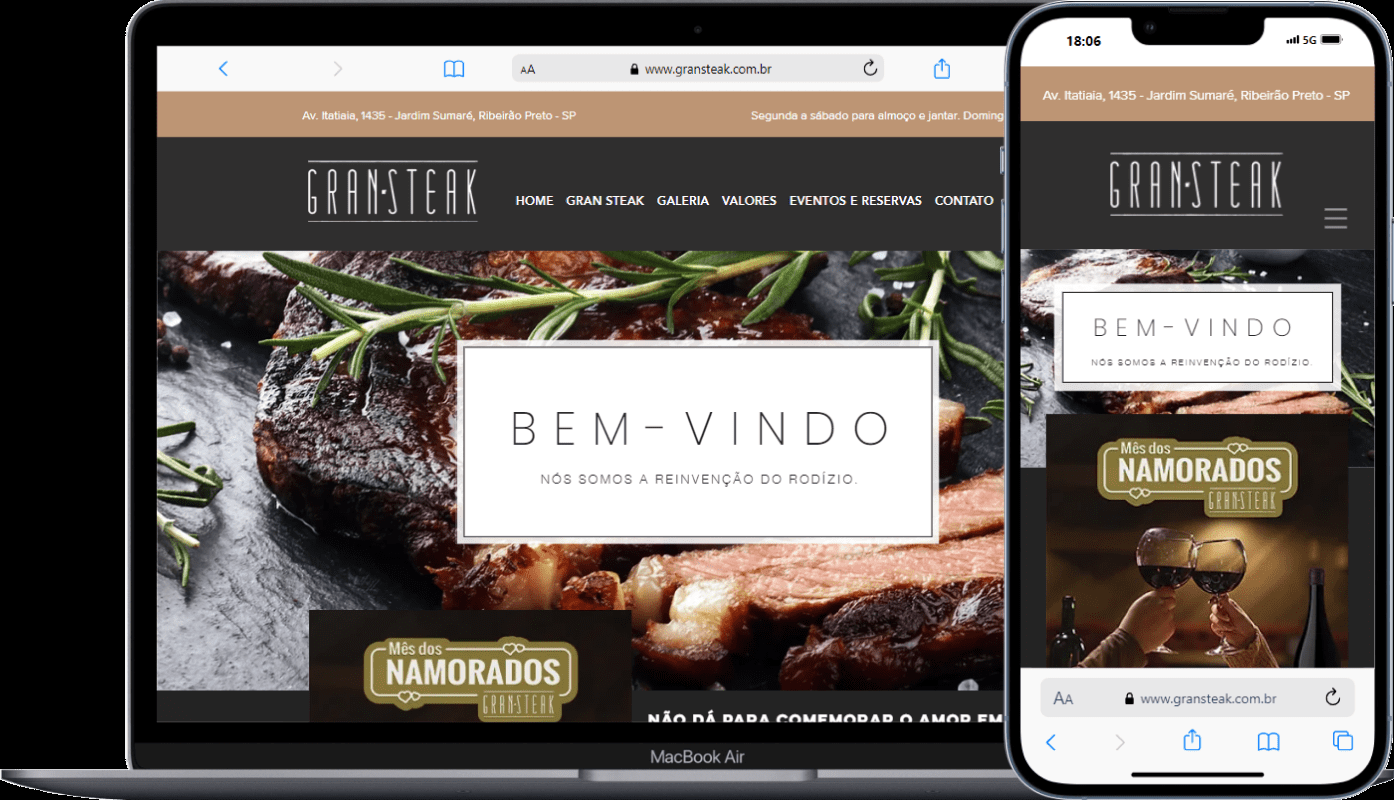 AA www.gransteak.com.br
Av. Itatiaia, 1435 - Jardim Sumaré, Ribeirão Preto - SP
Segunda a sábado para almoço e jantar. Doming
GRAN·STEAK
HOME GRAN STEAK GALERIA VALORES EVENTOS E RESERVAS CONTATO
BEM-VINDO
NÓS SOMOS A REINVENÇÃO DO RODÍZIO.
Mês dos
NAMORADOS
GRAN·STEAK
NÃO DÁ PARA COMEMORAR O AMOR EM
MacBook Air
18:06 5G
Av. Itatiaia, 1435 - Jardim Sumaré, Ribeirão Preto - SP
GRAN·STEAK
BEM-VINDO
NÓS SOMOS A REINVENÇÃO DO RODÍZIO.
Mês dos
NAMORADOS
GRAN·STEAK
AA www.gransteak.com.br